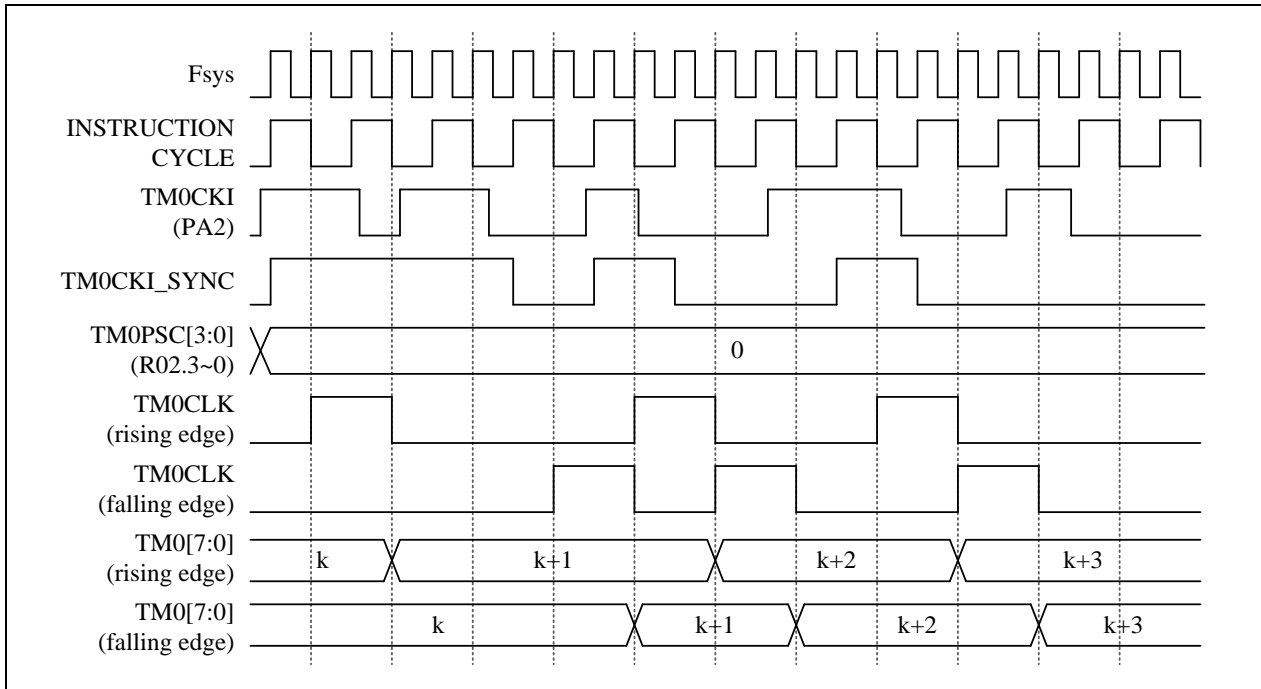 Fsys
INSTRUCTION
CYCLE
TM0CKI
(PA2)
TM0CKI_SYNC
TM0PSC[3:0]
(R02.3~0)
0
TM0CLK
(rising edge)
TM0CLK
(falling edge)
TM0[7:0]
(rising edge)
k
k+1
k+2
k+3
TM0[7:0]
(falling edge)
k
k+1
k+2
k+3